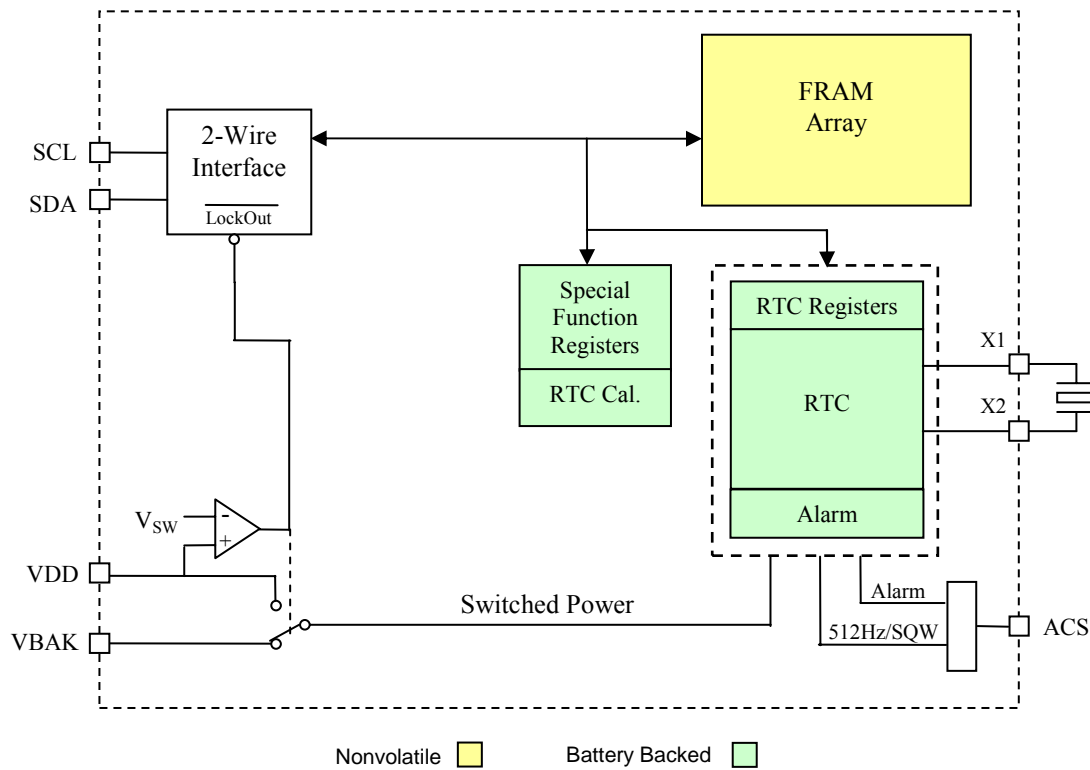 FRAM
Array
2-Wire
Interface
LockOut
SCL
SDA
Special
Function
Registers
RTC Cal.
RTC Registers
RTC
Alarm
X1
X2
VSW
-
+
VDD
VBAK
Switched Power
Alarm
512Hz/SQW
ACS
Nonvolatile
Battery Backed